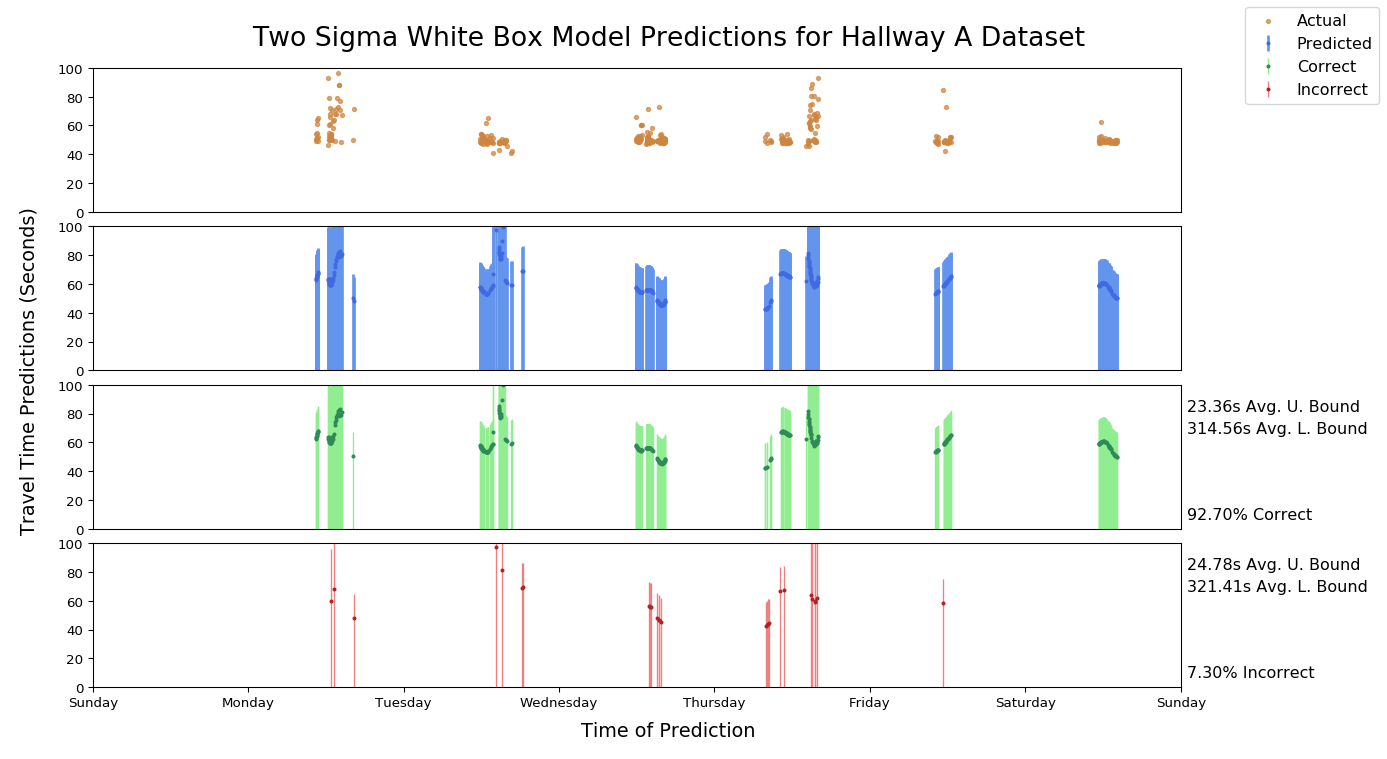 Two Sigma White Box Model Predictions for Hallway A Dataset
Actual
Predicted
Correct
Incorrect
Travel Time Predictions (Seconds)
100
80
60
40
20
0
100
80
60
40
20
0
100
80
60
40
20
0
23.36s Avg. U. Bound
314.56s Avg. L. Bound
92.70% Correct
100
80
60
40
20
0
24.78s Avg. U. Bound
321.41s Avg. L. Bound
7.30% Incorrect
Sunday Monday Tuesday Wednesday Thursday Friday Saturday Sunday
Time of Prediction